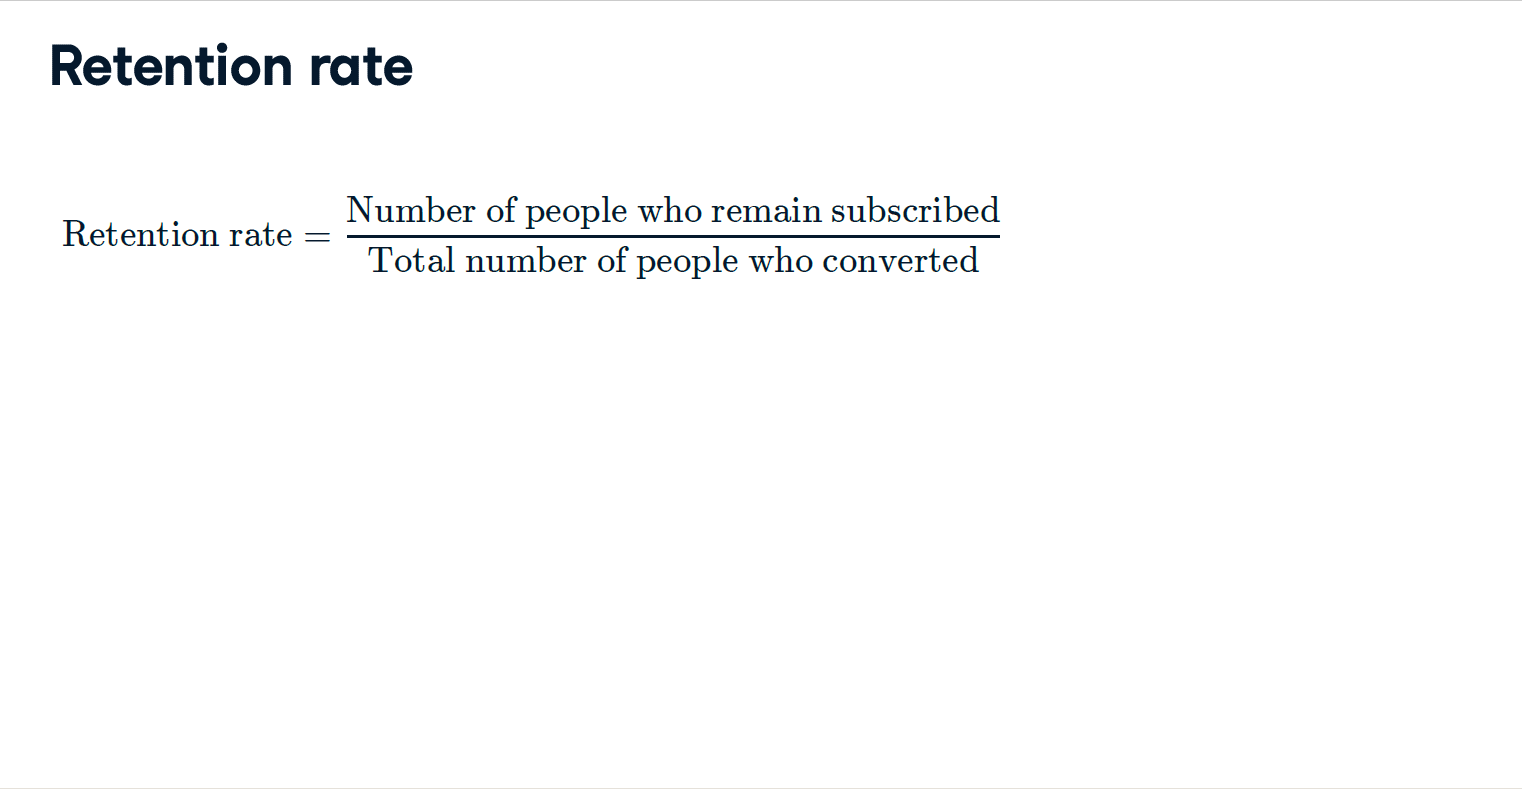 Retention rate
Retention rate = Number of people who remain subscribed
Total number of people who converted